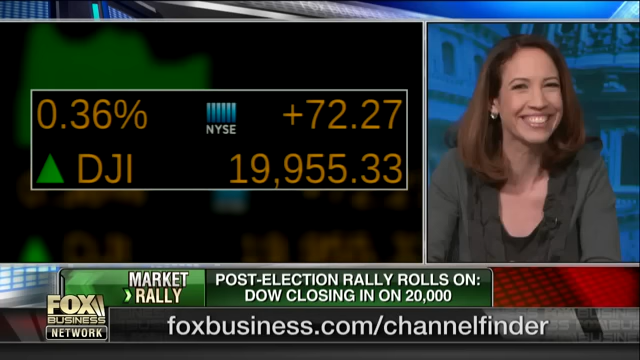 0.36%
NYSE
+72.27
DJI
19,955.33
MARKET
RALLY
POST-ELECTION RALLY ROLLS ON:
DOW CLOSING IN ON 20,000
FOX
BUSINESS
NETWORK
foxbusiness.com/channelfinder